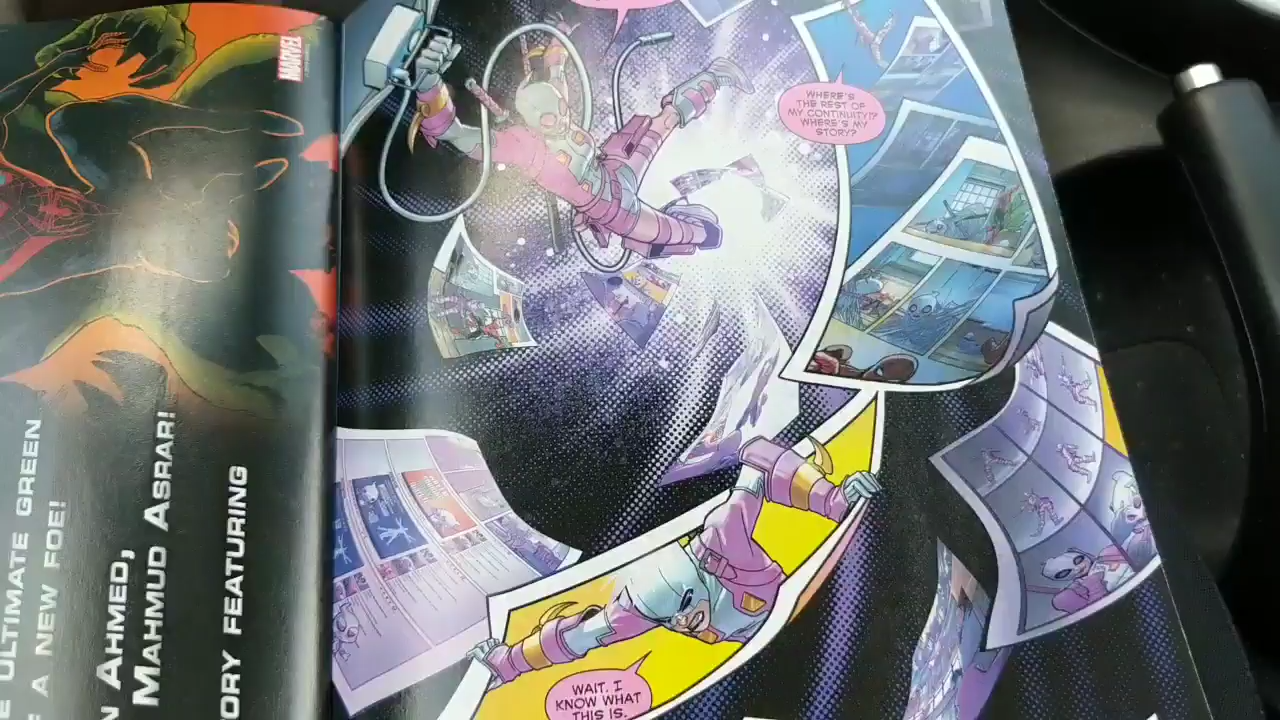 MARVEL
ULTIMATE GREEN
A NEW FOE!
AHMED,
MAHMUD ASRAR!
FEATURING
WHERE'S
THE REST OF
MY CONTINUITY!?
WHERE'S MY
STORY?
WAIT. I
KNOW WHAT
THIS IS.